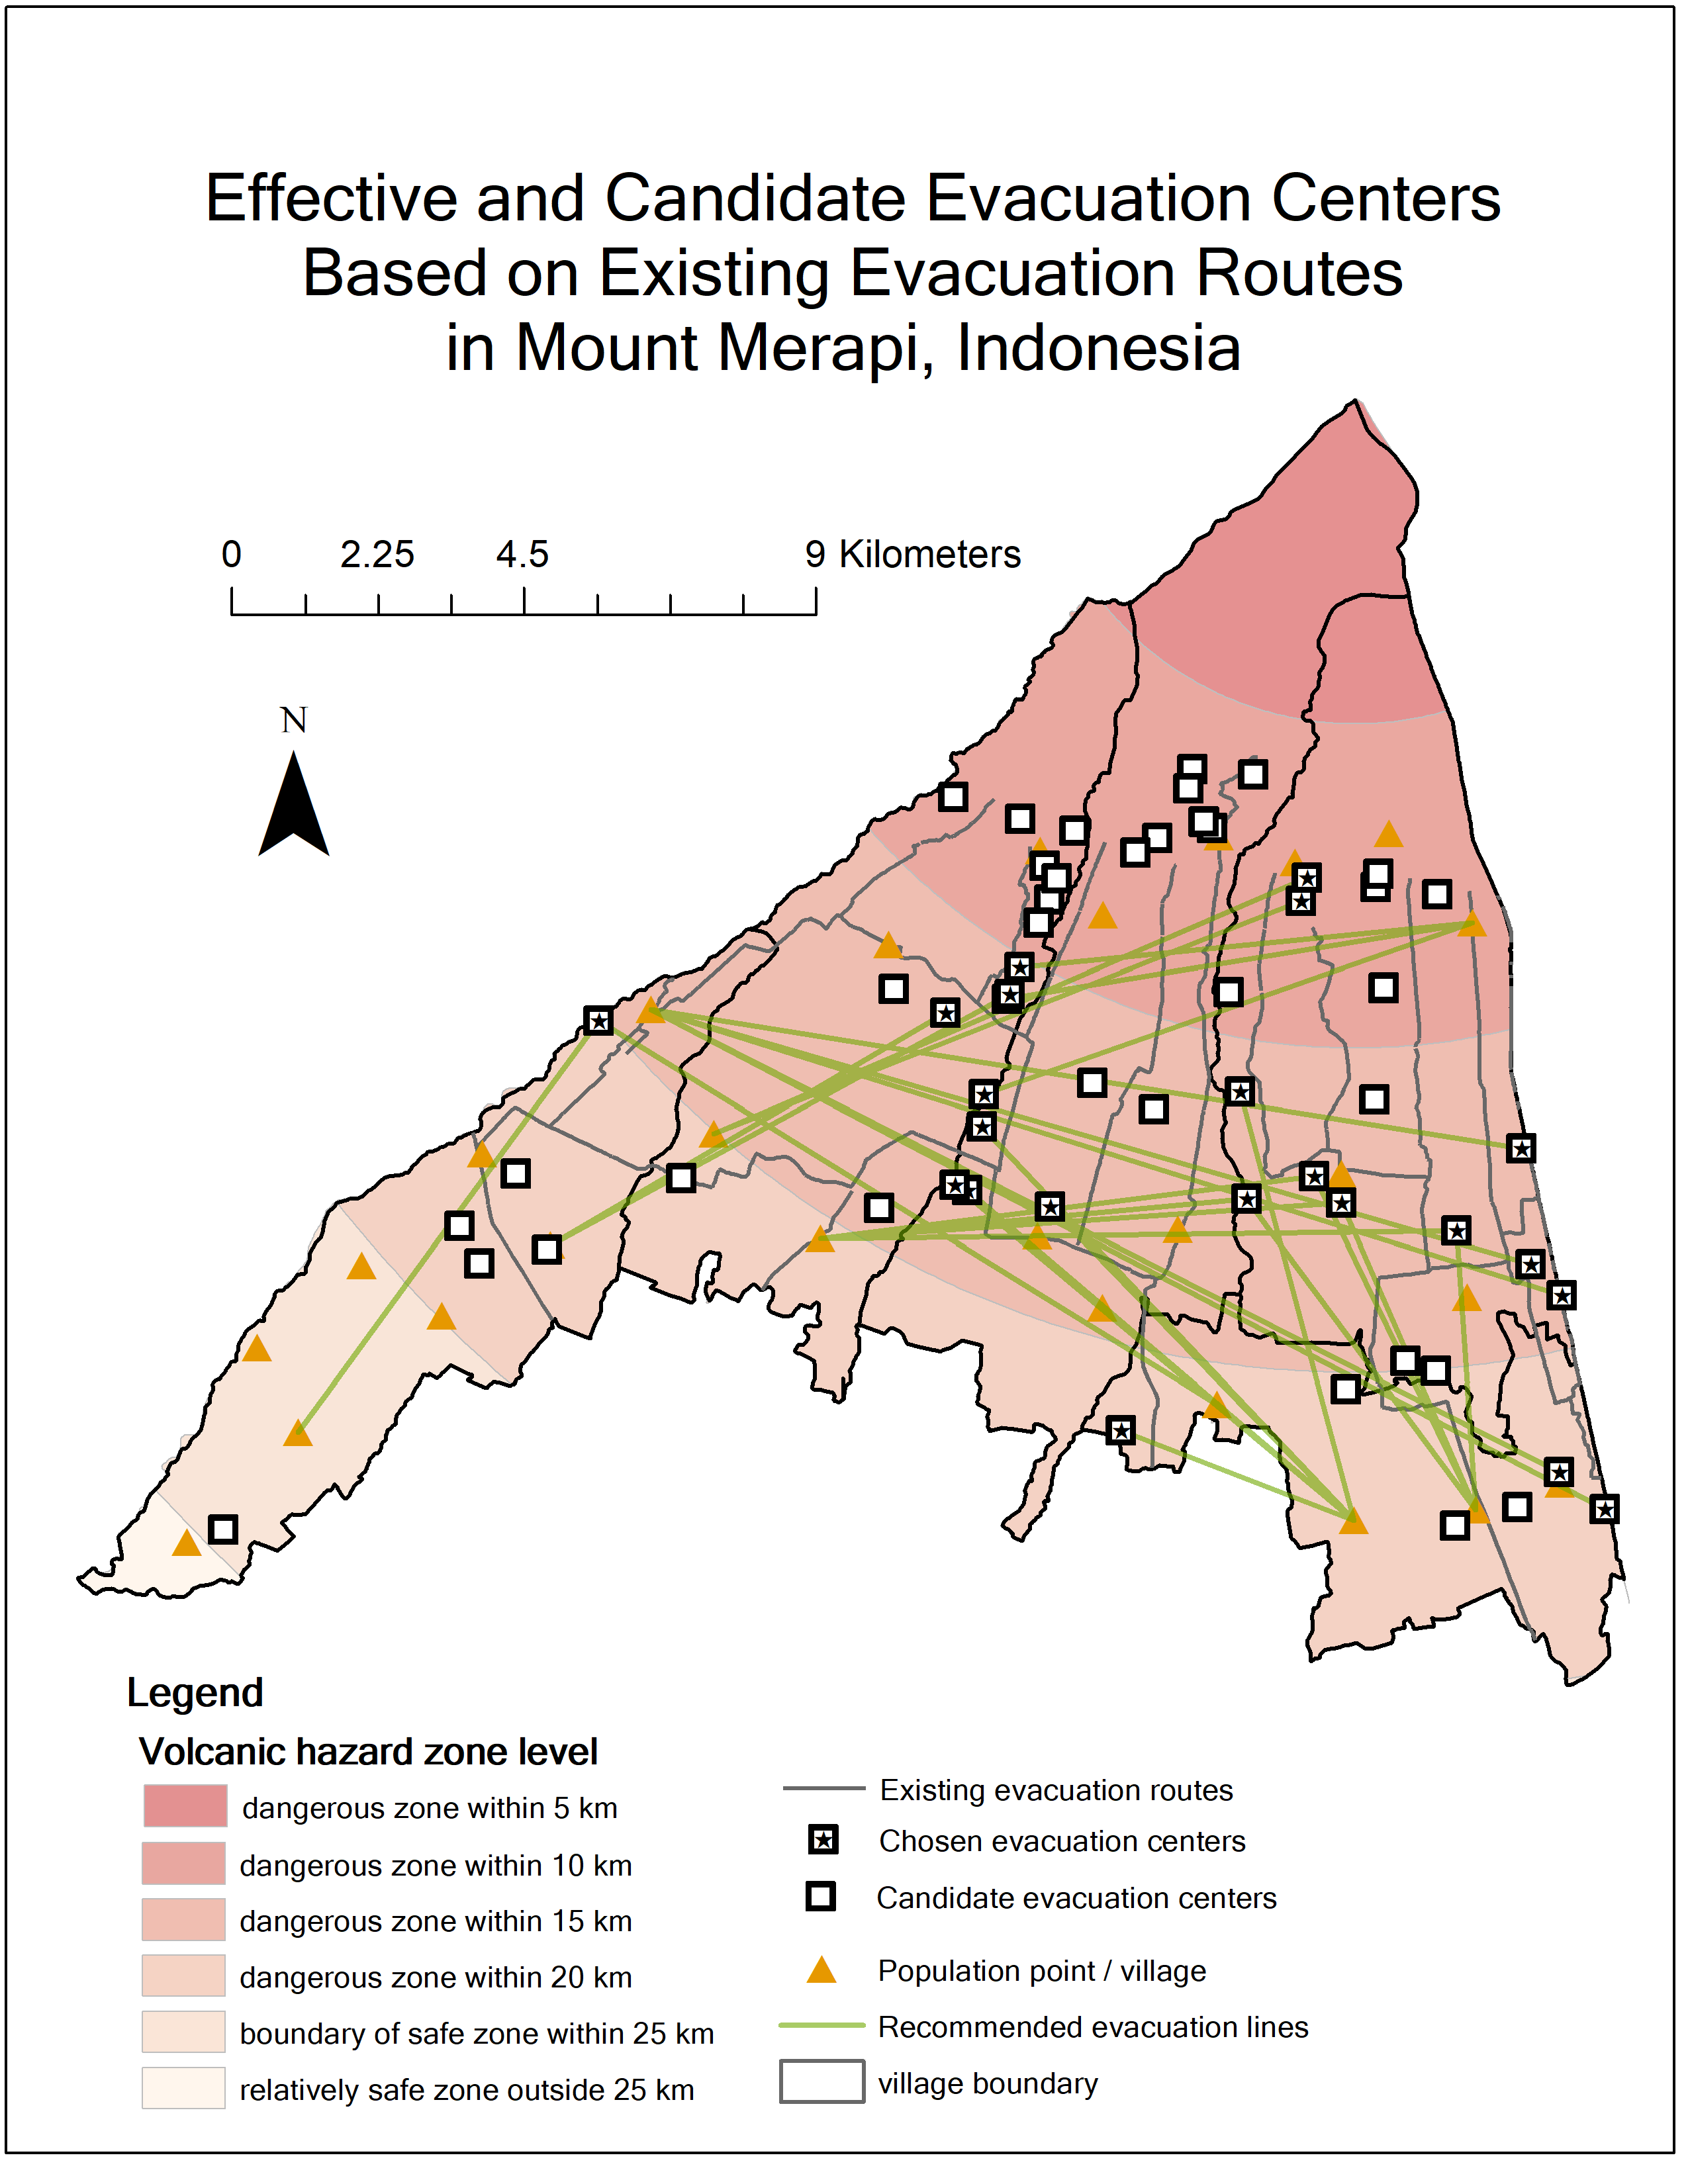 Effective and Candidate Evacuation Centers
Based on Existing Evacuation Routes
in Mount Merapi, Indonesia
0 2.25 4.5 9 Kilometers
N
Legend
Volcanic hazard zone level
dangerous zone within 5 km
dangerous zone within 10 km
dangerous zone within 15 km
dangerous zone within 20 km
boundary of safe zone within 25 km
relatively safe zone outside 25 km
Existing evacuation routes
Chosen evacuation centers
Candidate evacuation centers
Population point / village
Recommended evacuation lines
village boundary